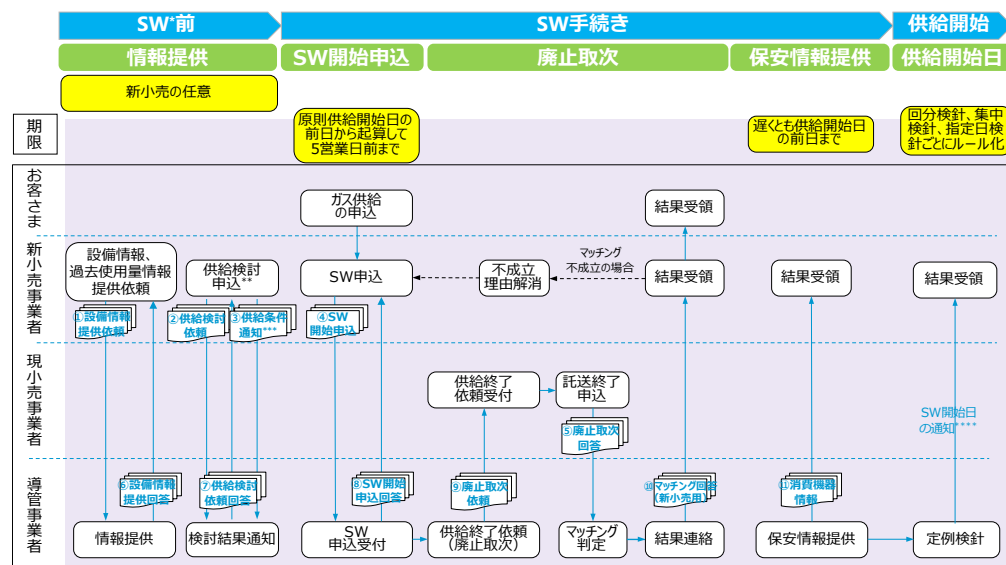 SW*前
SW手続き
供給開始
情報提供
SW開始申込
廃止取次
保安情報提供
供給開始日
新小売の任意
期
限
原則供給開始日の
前日から起算して
5営業日前まで
遅くとも供給開始日
の前日まで
回分検針、集中
検針、指定日検
針ごとにルール化
お客さま
ガス供給
の申込
結果受領
新小売事業者
設備情報、
過去使用量情報
提供依頼
供給検討
申込**
SW申込
不成立
理由解消
マッチング
不成立の場合
結果受領
結果受領
結果受領
①設備情報
提供依頼
②供給検討
依頼
③供給条件
通知***
④SW
開始申込
現小売事業者
供給終了
依頼受付
託送終了
申込
⑤廃止取次
回答
SW開始日
の通知****
導管事業者
⑥設備情報
提供回答
⑦供給検討
依頼回答
⑧SW開始
申込回答
⑨廃止取次
依頼
⑩マッチング回答
(新小売用)
⑪消費機器
情報
情報提供
検討結果通知
SW
申込受付
供給終了依頼
(廃止取次)
マッチング
判定
結果連絡
保安情報提供
定例検針